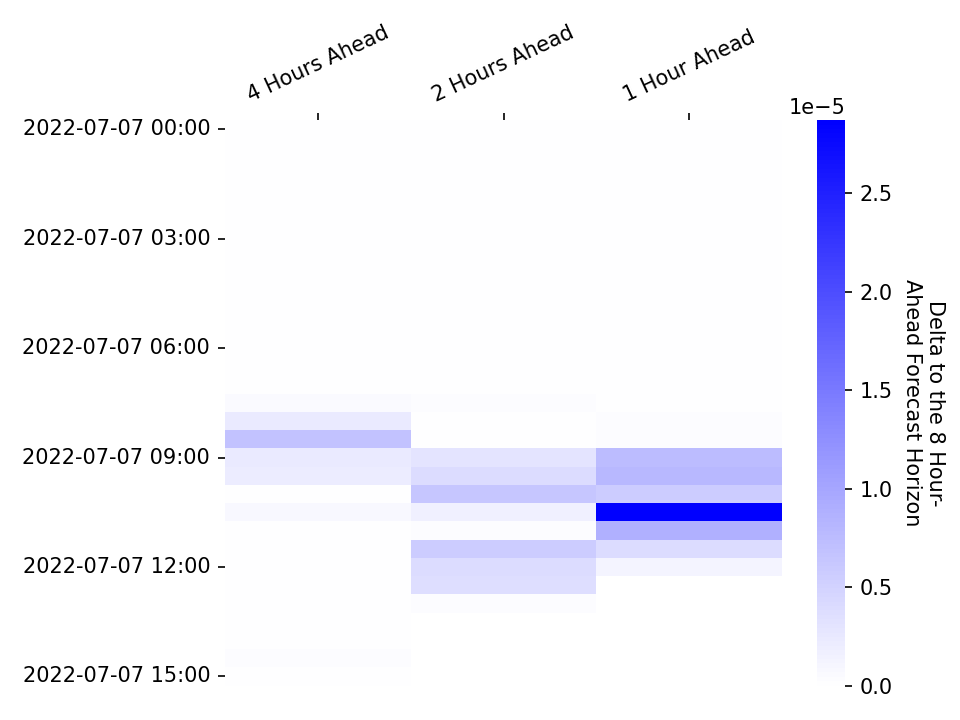 4 Hours Ahead
2 Hours Ahead
1 Hour Ahead
1e−5
2022-07-07 00:00
2022-07-07 03:00
2022-07-07 06:00
2022-07-07 09:00
2022-07-07 12:00
2022-07-07 15:00
2.5
2.0
1.5
1.0
0.5
0.0
Delta to the 8 Hour-
Ahead Forecast Horizon